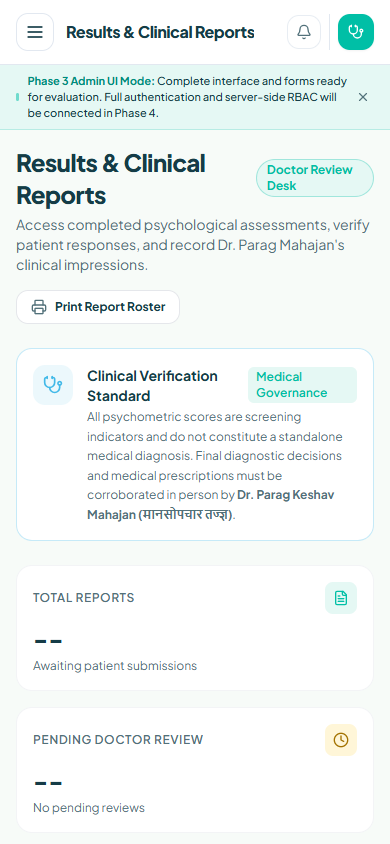 Results & Clinical Reports
Phase 3 Admin UI Mode: Complete interface and forms ready
for evaluation. Full authentication and server-side RBAC will
be connected in Phase 4.
Results & Clinical
Reports
Doctor Review
Desk
Access completed psychological assessments, verify
patient responses, and record Dr. Parag Mahajan's
clinical impressions.
Print Report Roster
Clinical Verification
Standard
Medical
Governance
All psychometric scores are screening
indicators and do not constitute a standalone
medical diagnosis. Final diagnostic decisions
and medical prescriptions must be
corroborated in person by Dr. Parag Keshav
Mahajan (मानसोपचार तज्ज्ञ).
TOTAL REPORTS
--
Awaiting patient submissions
PENDING DOCTOR REVIEW
--
No pending reviews